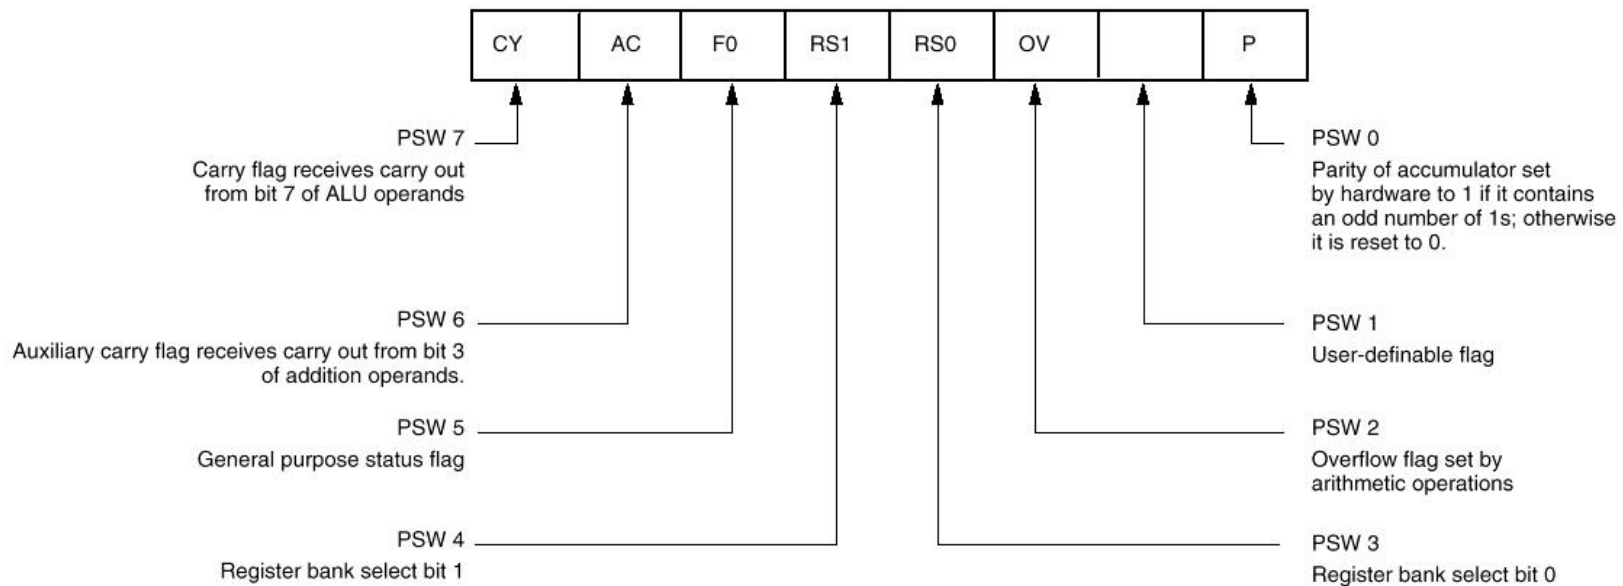 CY AC F0 RS1 RS0 OV P
PSW 7
Carry flag receives carry out
from bit 7 of ALU operands
PSW 6
Auxiliary carry flag receives carry out from bit 3
of addition operands.
PSW 5
General purpose status flag
PSW 4
Register bank select bit 1
PSW 0
Parity of accumulator set
by hardware to 1 if it contains
an odd number of 1s; otherwise
it is reset to 0.
PSW 1
User-definable flag
PSW 2
Overflow flag set by
arithmetic operations
PSW 3
Register bank select bit 0